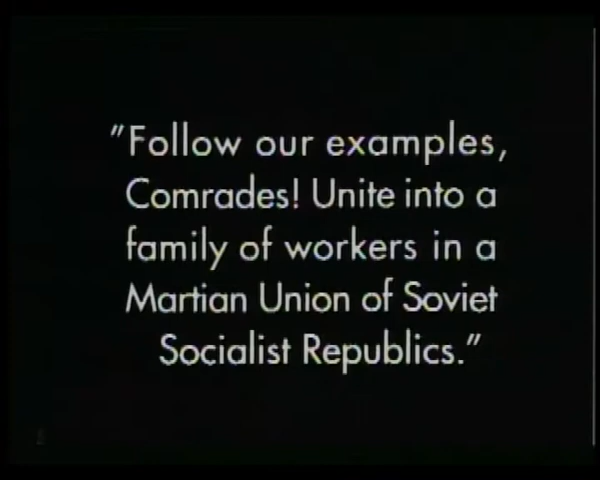 "Follow our examples,
Comrades! Unite into a
family of workers in a
Martian Union of Soviet
Socialist Republics."